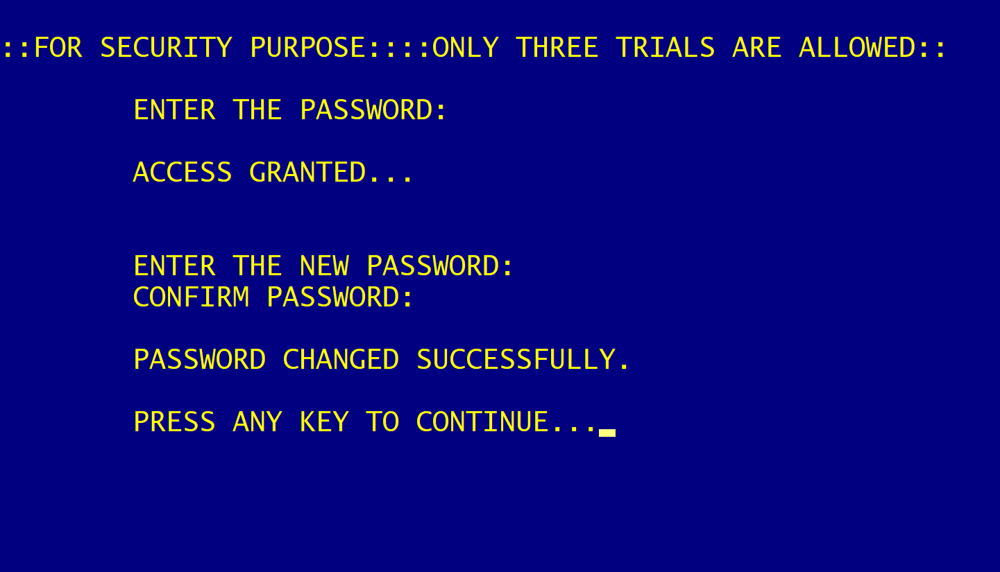 ::FOR SECURITY PURPOSE::::ONLY THREE TRIALS ARE ALLOWED::
ENTER THE PASSWORD:
ACCESS GRANTED...
ENTER THE NEW PASSWORD:
CONFIRM PASSWORD:
PASSWORD CHANGED SUCCESSFULLY.
PRESS ANY KEY TO CONTINUE...